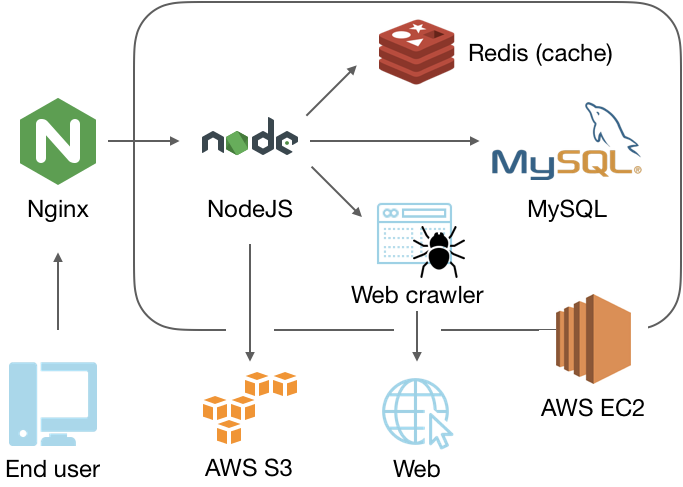 Redis (cache)
node
MySQL®
N
Nginx
NodeJS
MySQL
Web crawler
AWS EC2
End user
AWS S3
Web